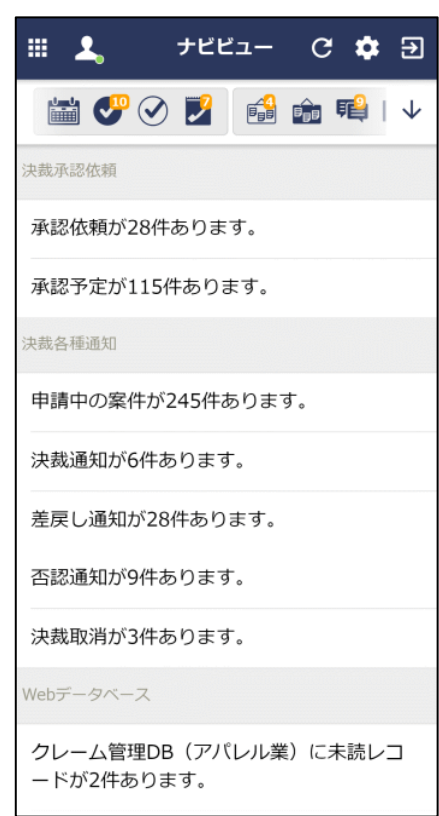 ナビビュー
10
7
4
9
決裁承認依頼
承認依頼が28件あります。
承認予定が115件あります。
決裁各種通知
申請中の案件が245件あります。
決裁通知が6件あります。
差戻し通知が28件あります。
否認通知が9件あります。
決裁取消が3件あります。
Webデータベース
クレーム管理DB（アパレル業）に未読レコ
ードが2件あります。